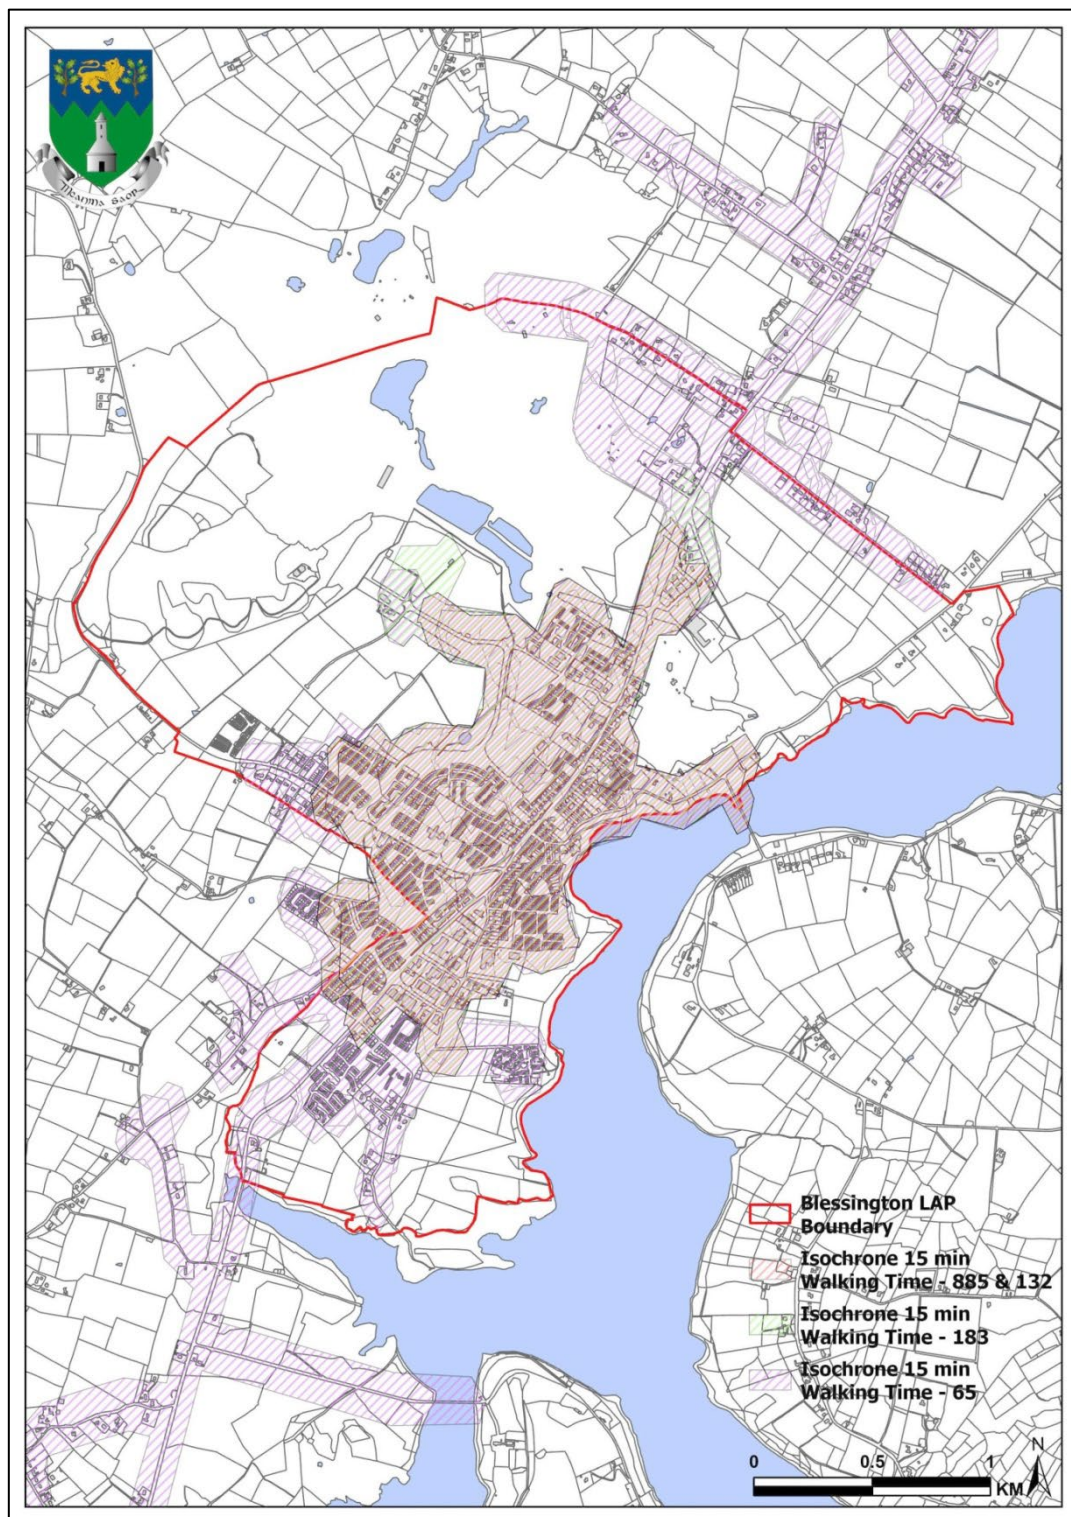 Blessington LAP
Boundary
Isochrone 15 min
Walking Time - 885 & 132
Isochrone 15 min
Walking Time - 183
Isochrone 15 min
Walking Time - 65
N
0 0.5 1
KM